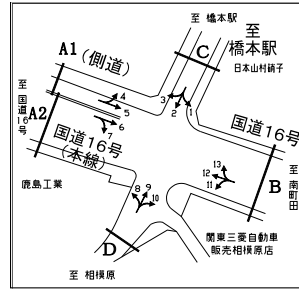 至 橋本駅
A1 (側道)
C
至
橋本駅
日本山村硝子
至 国道16号
A2
3
2
1
4
5
6
7
国道16号
(本線)
国道16号
鹿島工業
8
9
10
13
12
11
B
至 南町田
D
関東三菱自動車
販売相模原店
至 相模原